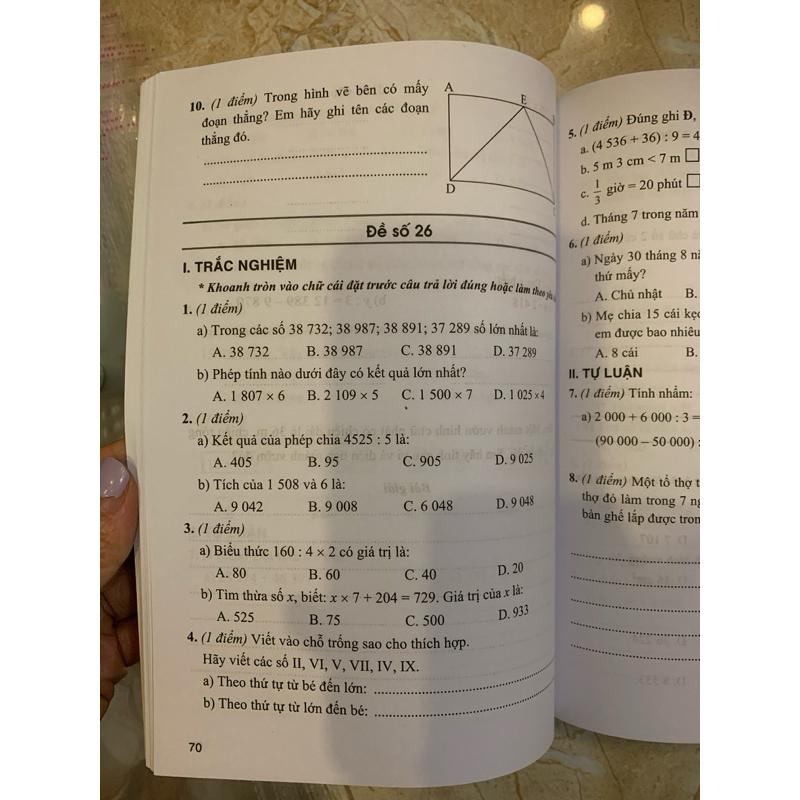 10. (1 điểm) Trong hình vẽ bên có mấy
đoạn thẳng? Em hãy ghi tên các đoạn
thẳng đó.
A
E
D
Đề số 26
I. TRẮC NGHIỆM
* Khoanh tròn vào chữ cái đặt trước câu trả lời đúng hoặc làm theo yêu
1. (1 điểm)
a) Trong các số 38 732; 38 987; 38 891; 37 289 số lớn nhất là:
A. 38 732 B. 38 987 C. 38 891 D. 37 289
b) Phép tính nào dưới đây có kết quả lớn nhất?
A. 1 807 × 6 B. 2 109 × 5 C. 1 500 × 7 D. 1 025 × 4
2. (1 điểm)
a) Kết quả của phép chia 4525 : 5 là:
A. 405 B. 95 C. 905 D. 9 025
b) Tích của 1 508 và 6 là:
A. 9 042 B. 9 008 C. 6 048 D. 9 048
3. (1 điểm)
a) Biểu thức 160 : 4 × 2 có giá trị là:
A. 80 B. 60 C. 40 D. 20
b) Tìm thừa số x, biết: x × 7 + 204 = 729. Giá trị của x là:
A. 525 B. 75 C. 500 D. 933
4. (1 điểm) Viết vào chỗ trống sao cho thích hợp.
Hãy viết các số II, VI, V, VII, IV, IX.
a) Theo thứ tự từ bé đến lớn:
b) Theo thứ tự từ lớn đến bé:
70
5. (1 điểm) Đúng ghi Đ,
a. (4 536 + 36) : 9 = 4
b. 5 m 3 cm < 7 m
c. 1/3 giờ = 20 phút
d. Tháng 7 trong năm
6. (1 điểm)
a) Ngày 30 tháng 8 
thứ mấy?
A. Chủ nhật B.
b) Mẹ chia 15 cái kẹo
em được bao nhiêu
A. 8 cái B.
II. TỰ LUẬN
7. (1 điểm) Tính nhẩm:
a) 2 000 + 6 000 : 3 =
(90 000 – 50 000) :
8. (1 điểm) Một tổ thợ
thợ đó làm trong 7
bàn ghế lắp được